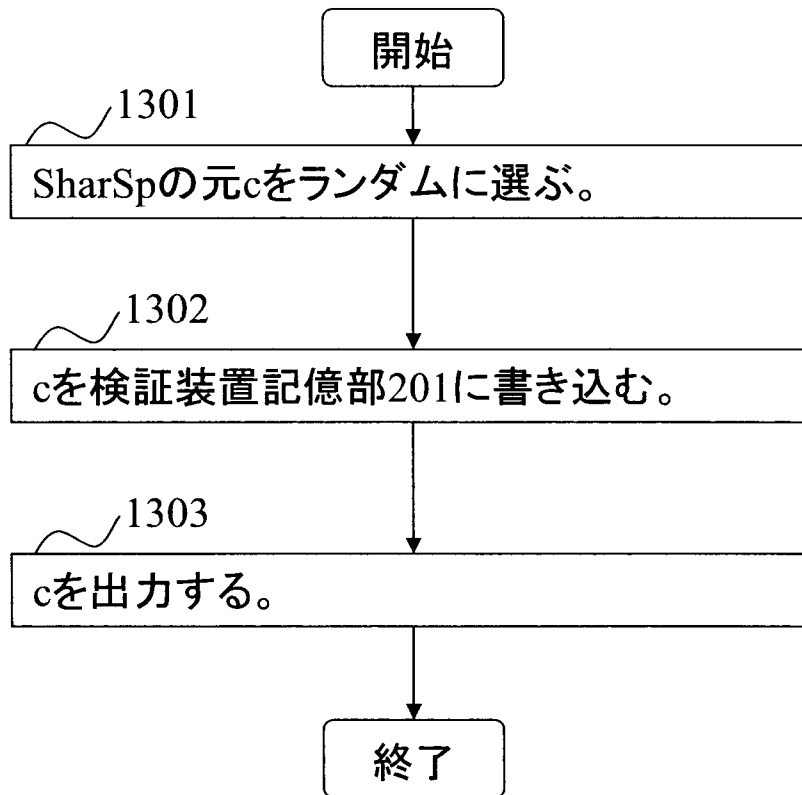 開始
1301
SharSpの元cをランダムに選ぶ。
1302
cを検証装置記憶部201に書き込む。
1303
cを出力する。
終了